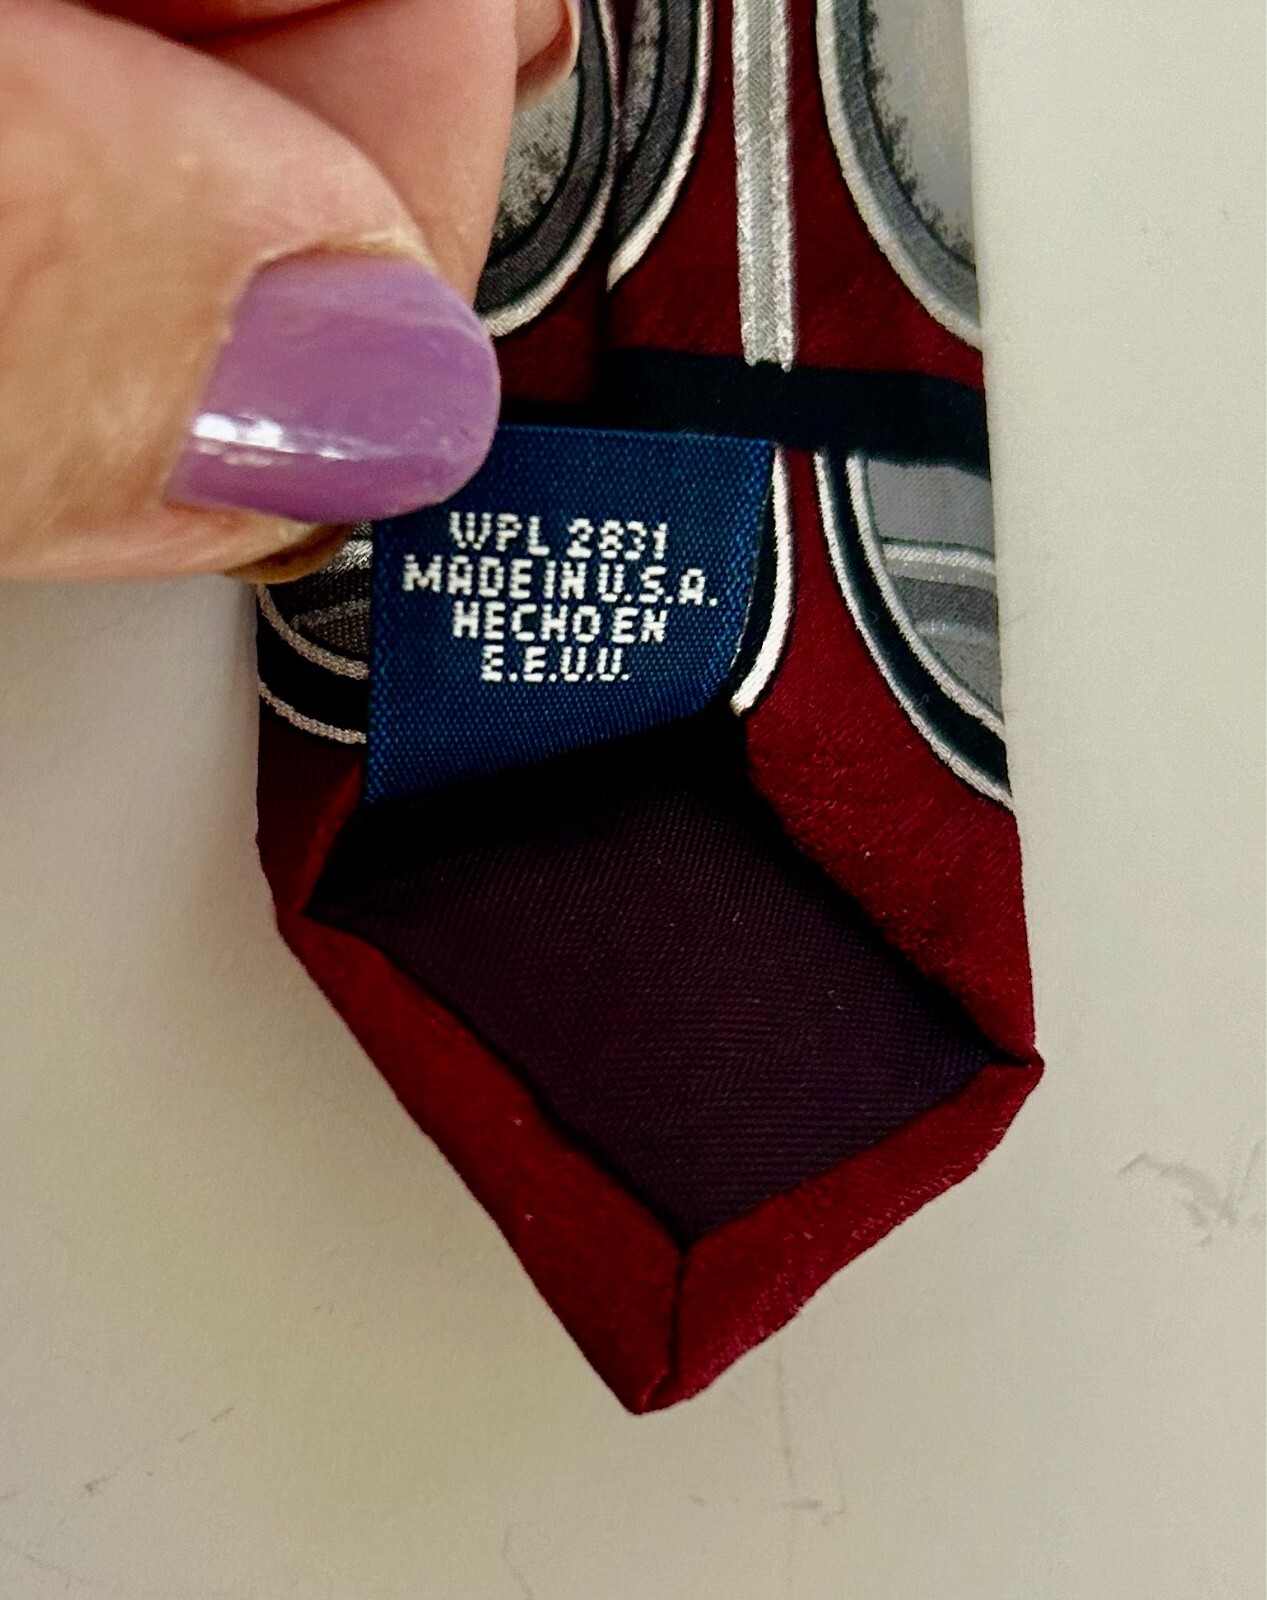 WPL 2831
MADE IN U.S.A.
HECHO EN
E.E.U.U.